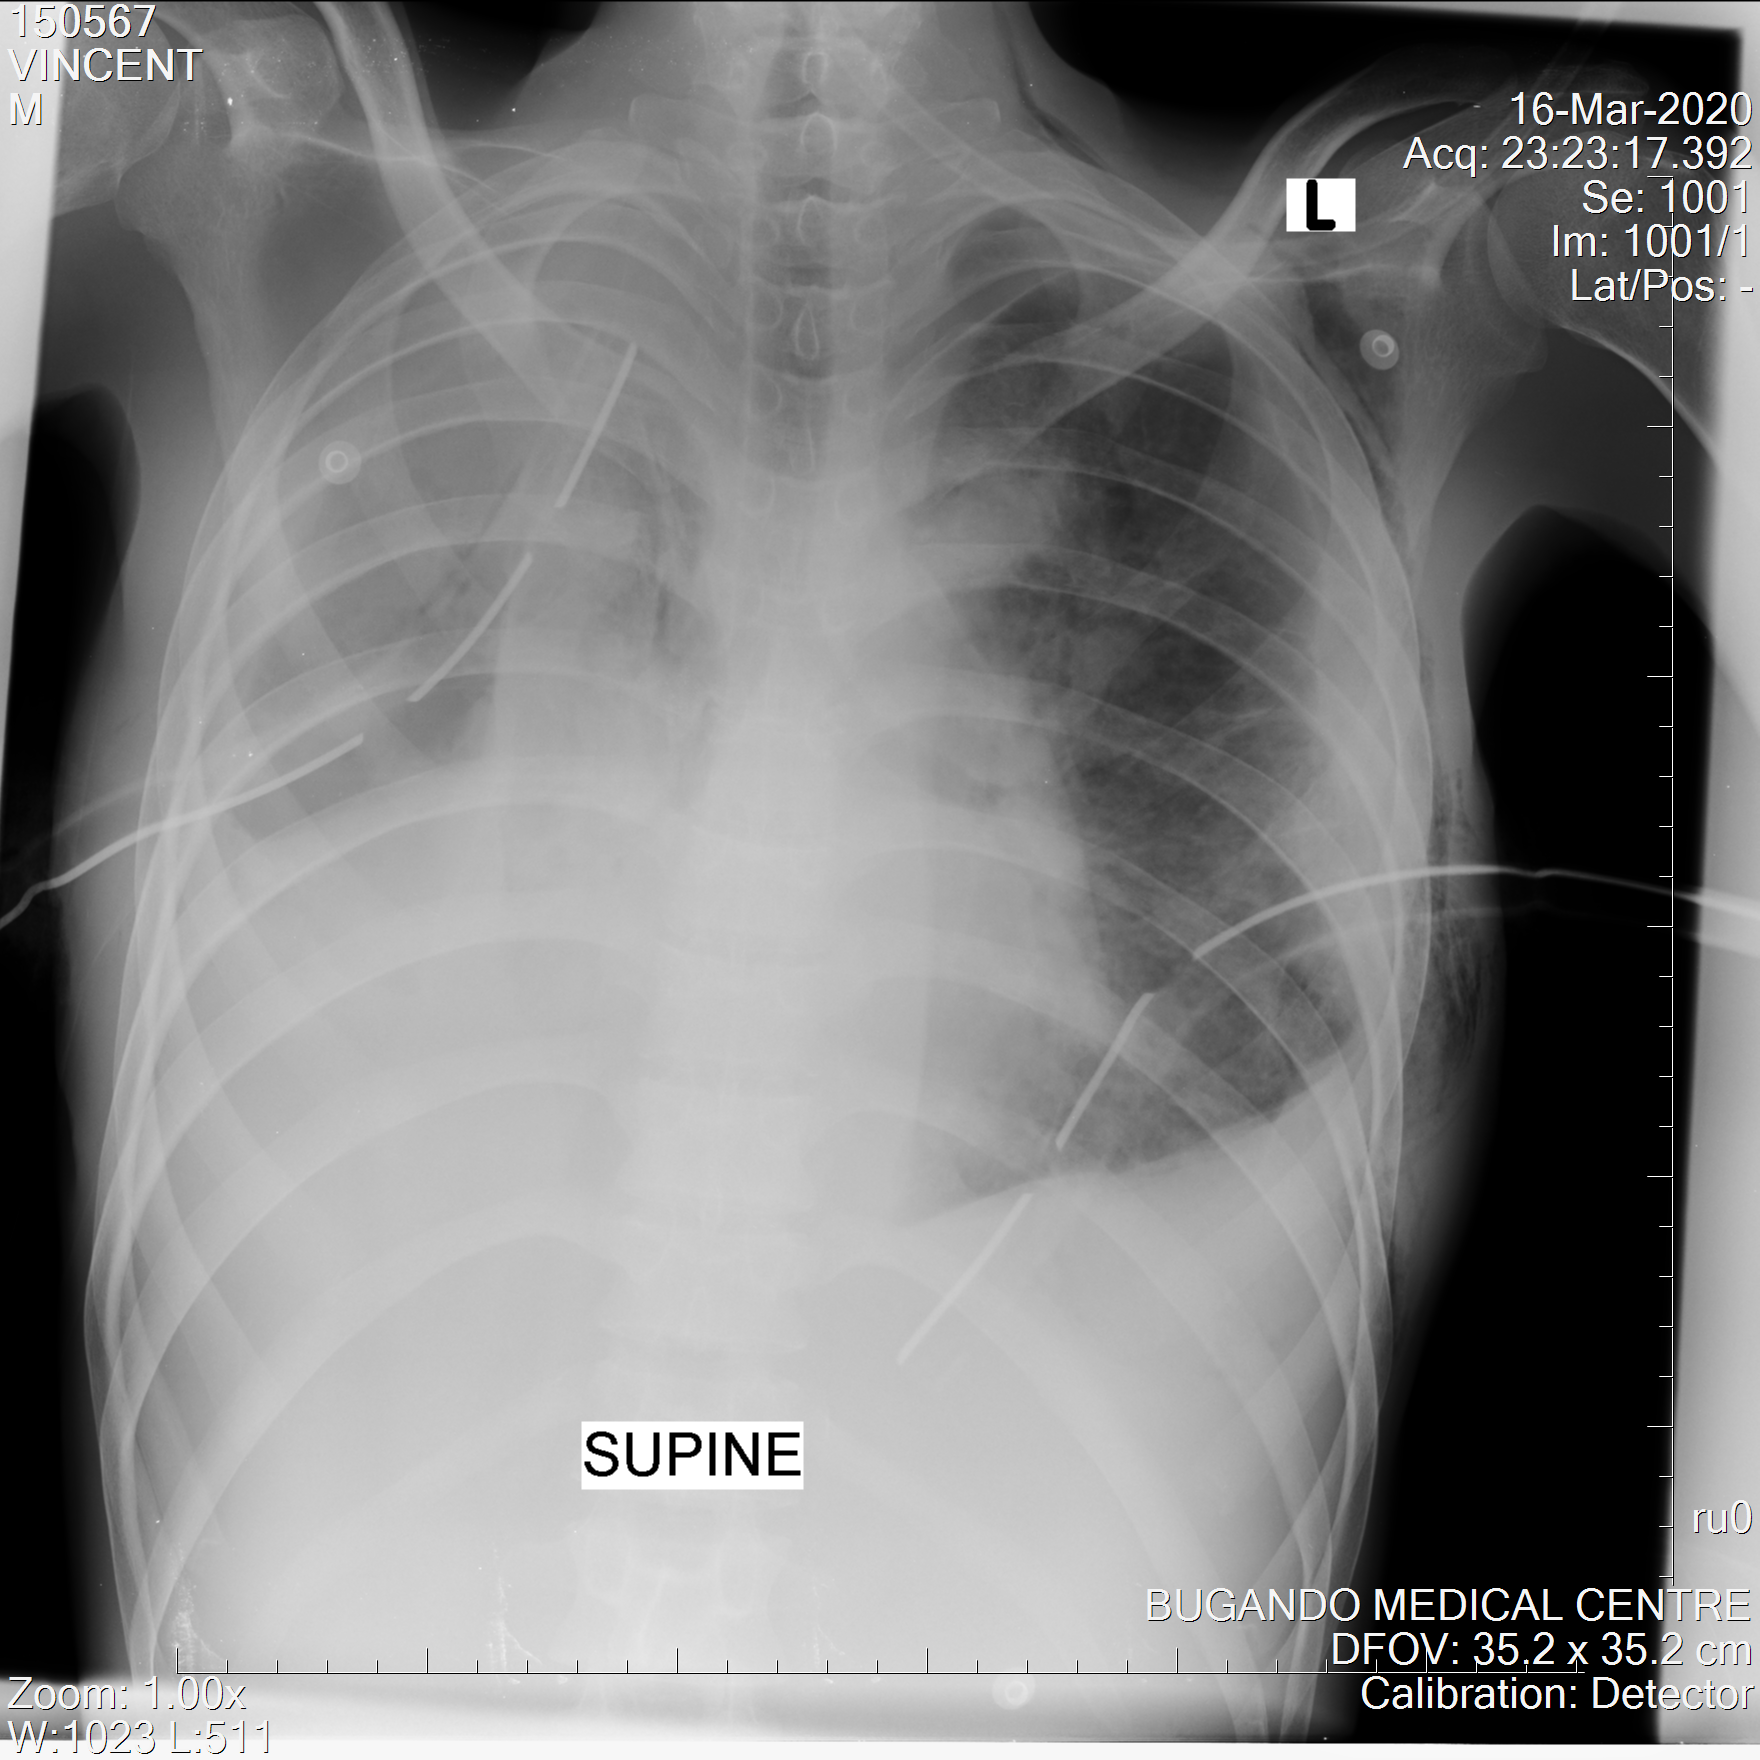 150567
VINCENT
M
16-Mar-2020
Acq: 23:23:17.392
Se: 1001
Im: 1001/1
Lat/Pos: -
L
SUPINE
ru0
BUGANDO MEDICAL CENTRE
DFOV: 35.2 x 35.2 cm
Calibration: Detector
Zoom: 1.00x
W:1023 L:511